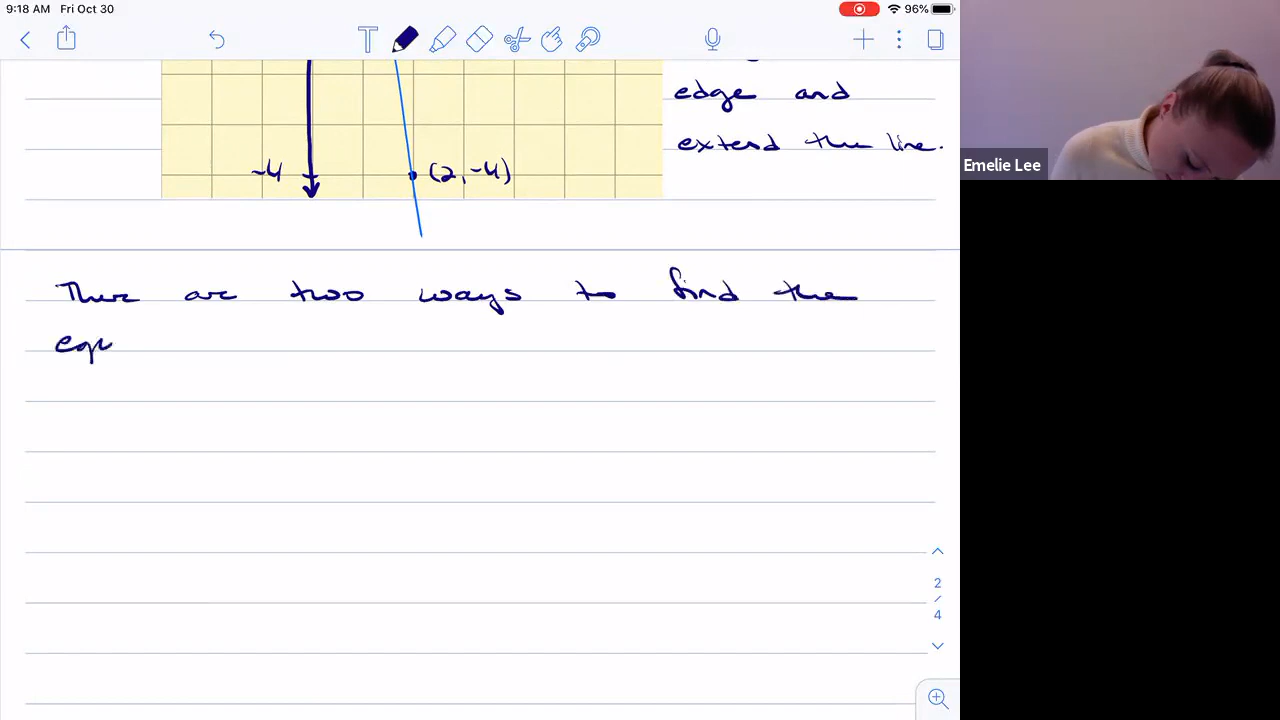 9:18 AM Fri Oct 30
96%
edge and
extend the line.
-4
(2,-4)
Emelie Lee
There are two ways to find the
equ
2
/
4